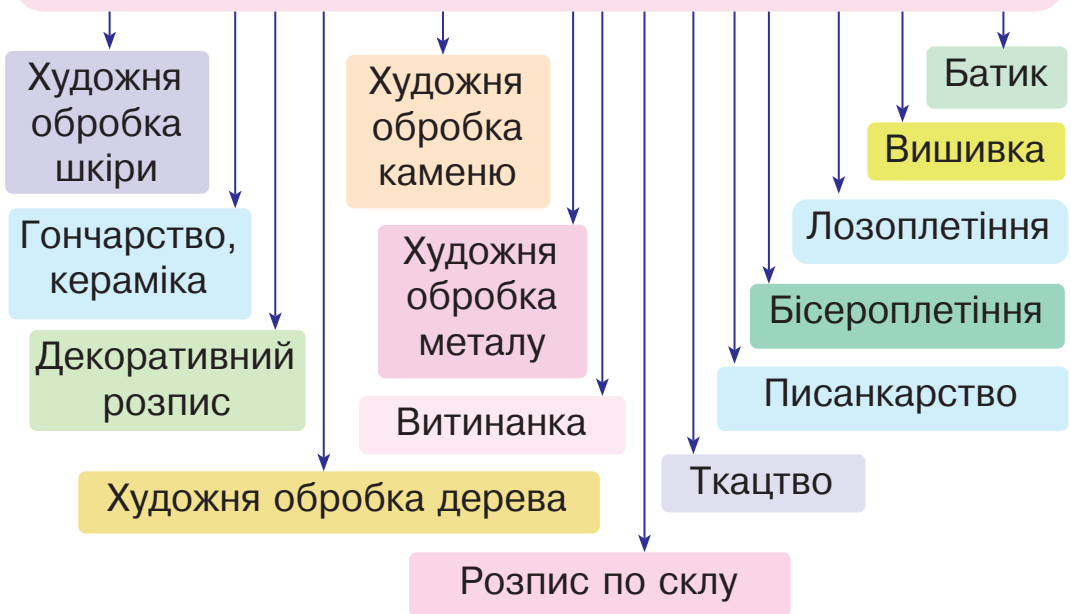 Художня
обробка
шкіри
Гончарство,
кераміка
Декоративний
розпис
Художня обробка дерева
Художня
обробка
каменю
Художня
обробка
металу
Витинанка
Розпис по склу
Ткацтво
Писанкарство
Бісероплетіння
Лозоплетіння
Вишивка
Батик